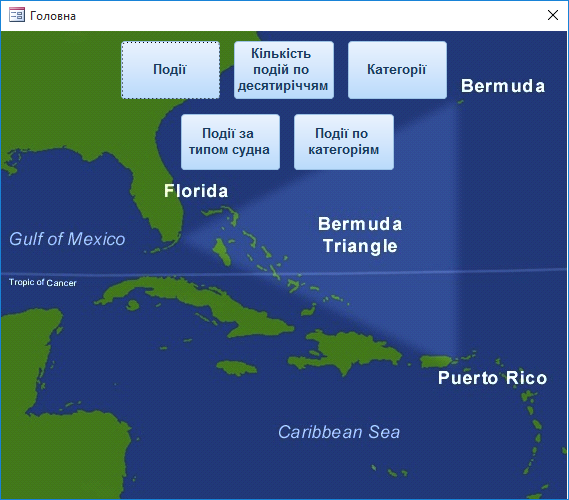 Головна
Події
Кількість
подій по
десятиріччям
Категорії
Bermuda
Події за
типом судна
Події по
категоріям
Florida
Bermuda
Triangle
Gulf of Mexico
Tropic of Cancer
Puerto Rico
Caribbean Sea